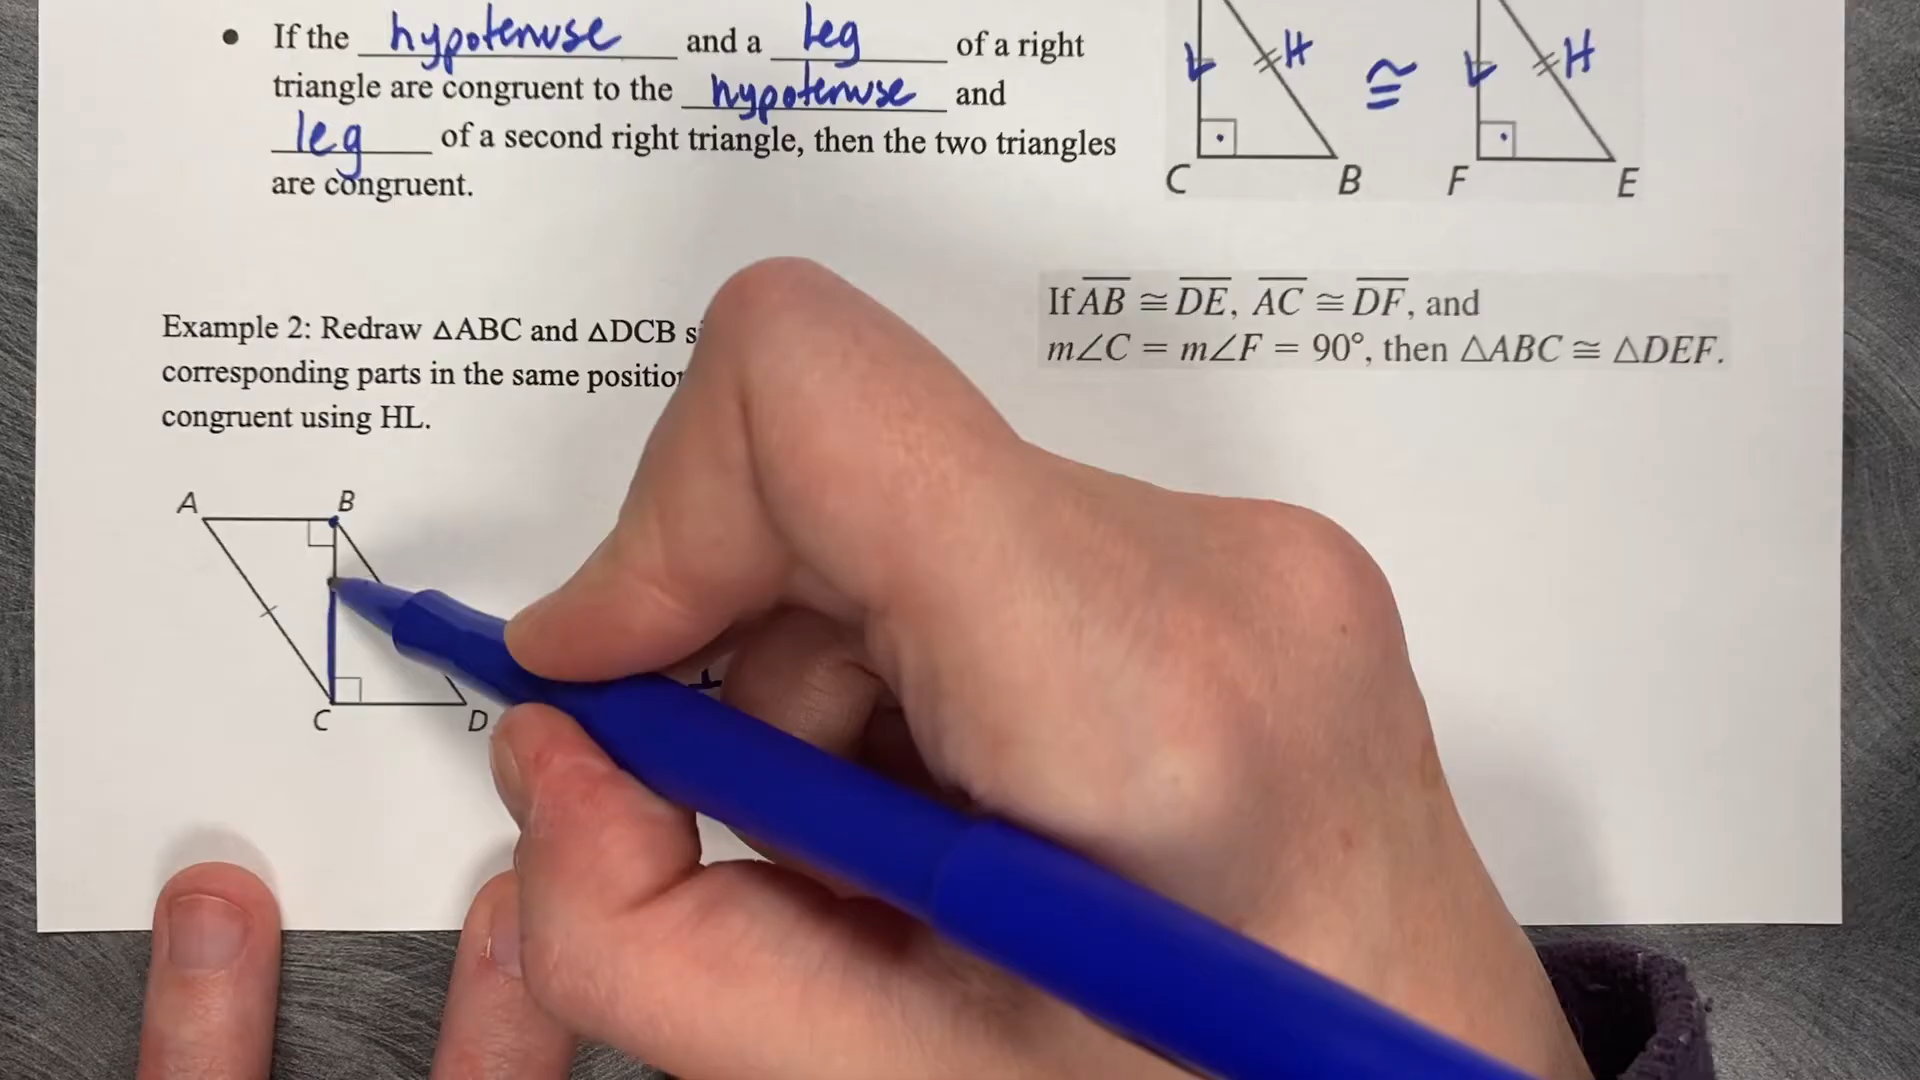 • If the hypotenuse and a leg of a right
triangle are congruent to the hypotenuse and
leg of a second right triangle, then the two triangles
are congruent.
L H ≅ L H
C B F E
If AB ≅ DE, AC ≅ DF, and
m∠C = m∠F = 90°, then △ABC ≅ △DEF.
Example 2: Redraw △ABC and △DCB
corresponding parts in the same
congruent using HL.
A B
C D